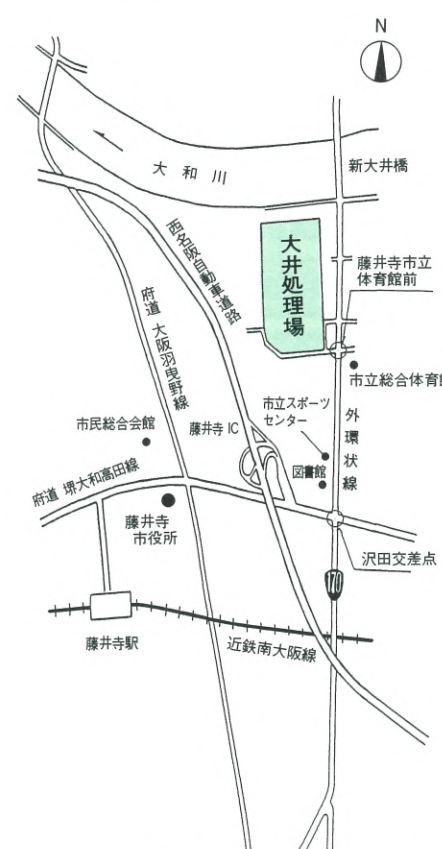 N
大和川
新大井橋
西名阪自動車道路
大井処理場
藤井寺市立
体育館前
府道 大阪羽曳野線
市立総合体育館
市立スポーツ
センター
外環状線
市民総合会館
藤井寺 IC
図書館
府道 堺大和高田線
藤井寺
市役所
沢田交差点
170
藤井寺駅
近鉄南大阪線